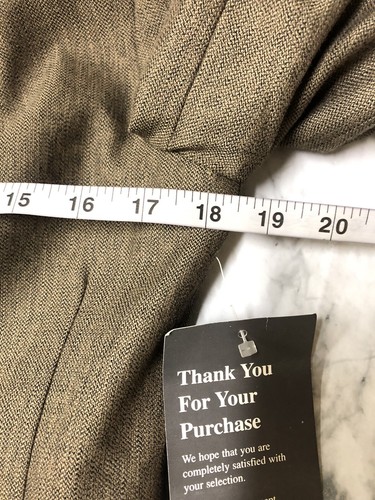 15 16 17 18 19 20
Thank You
For Your
Purchase
We hope that you are
completely satisfied with
your selection.